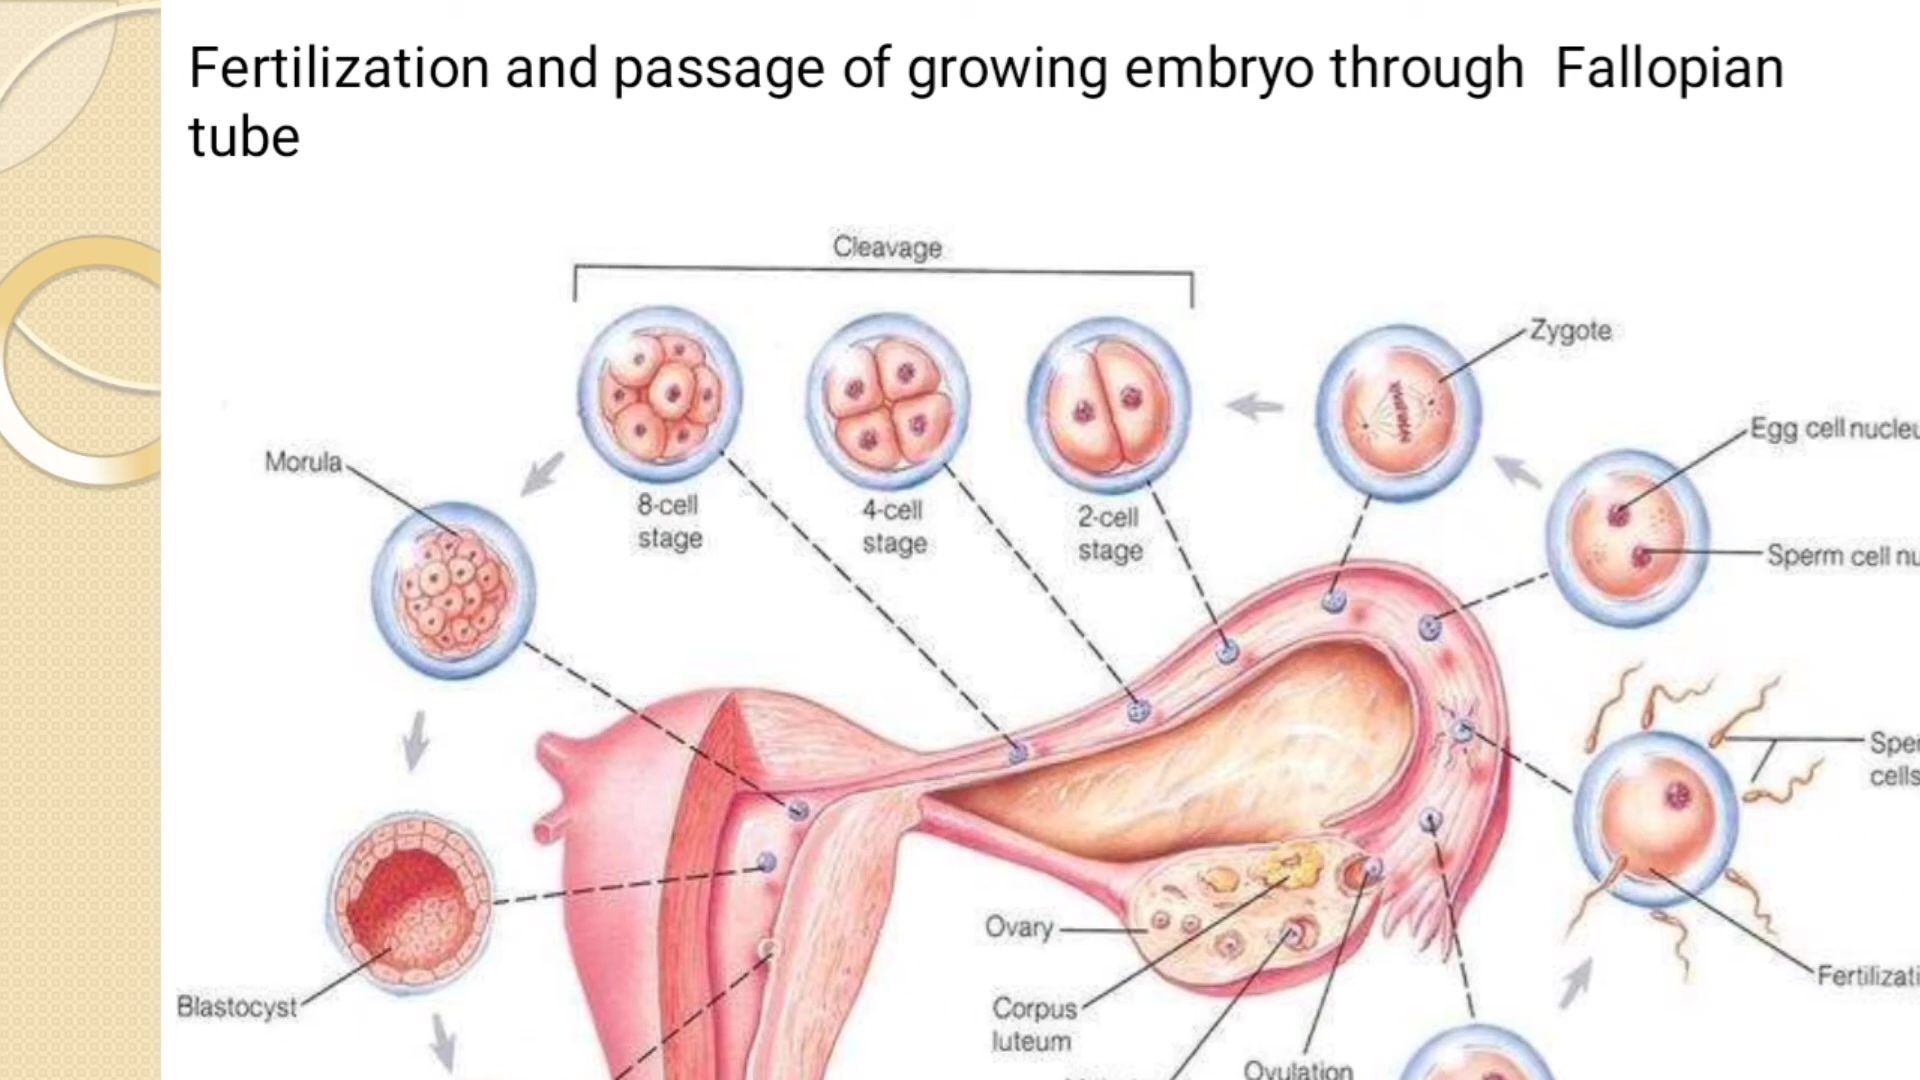 Fertilization and passage of growing embryo through Fallopian
tube
Cleavage
Zygote
Egg cell nucleu
Morula
8-cell
stage
4-cell
stage
2-cell
stage
Sperm cell nu
Sper
cells
Ovary
Fertilizati
Blastocyst
Corpus
luteum
Ovulation